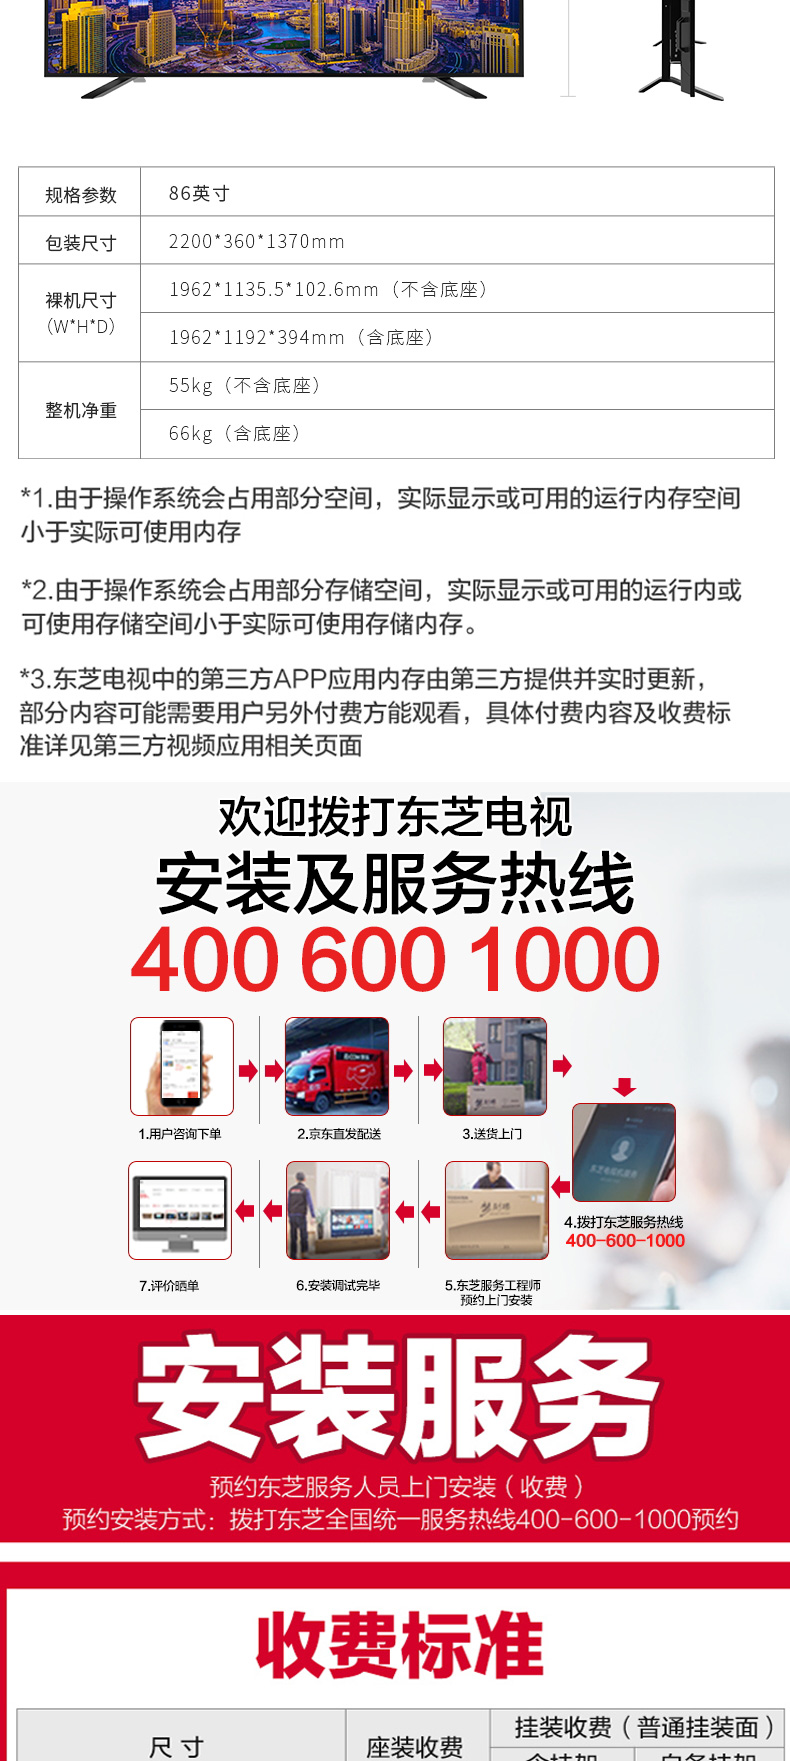 规格参数
86英寸
包装尺寸
2200*360*1370mm
裸机尺寸
（W*H*D）
1962*1135.5*102.6mm（不含底座）
1962*1192*394mm（含底座）
整机净重
55kg（不含底座）
66kg（含底座）
*1.由于操作系统会占用部分空间，实际显示或可用的运行内存空间
小于实际可使用内存
*2.由于操作系统会占用部分存储空间，实际显示或可用的运行内或
可使用存储空间小于实际可使用存储内存。
*3.东芝电视中的第三方APP应用内存由第三方提供并实时更新，
部分内容可能需要用户另外付费方能观看，具体付费内容及收费标
准详见第三方视频应用相关页面
欢迎拨打东芝电视
安装及服务热线
400 600 1000
1.用户咨询下单
2.京东直发配送
3.送货上门
4.拨打东芝服务热线
400-600-1000
7.评价晒单
6.安装调试完毕
5.东芝服务工程师
预约上门安装
安装服务
预约东芝服务人员上门安装（收费）
预约安装方式：拨打东芝全国统一服务热线400-600-1000预约
收费标准
尺寸
座装收费
挂装收费（普通挂装面）